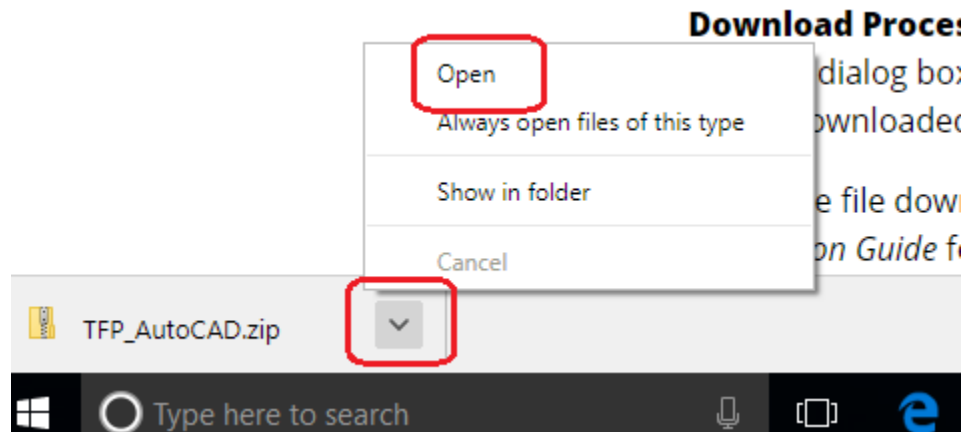 Download Proces
Open
dialog box
Always open files of this type
ownloaded
Show in folder
e file dow
on Guide f
Cancel
TFP_AutoCAD.zip
Type here to search